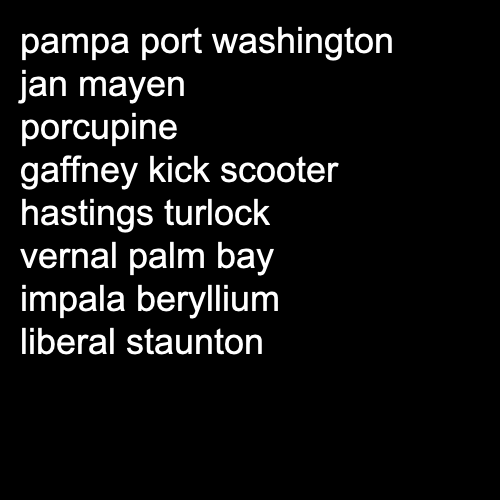 pampa port washington
jan mayen
porcupine
gaffney kick scooter
hastings turlock
vernal palm bay
impala beryllium
liberal staunton